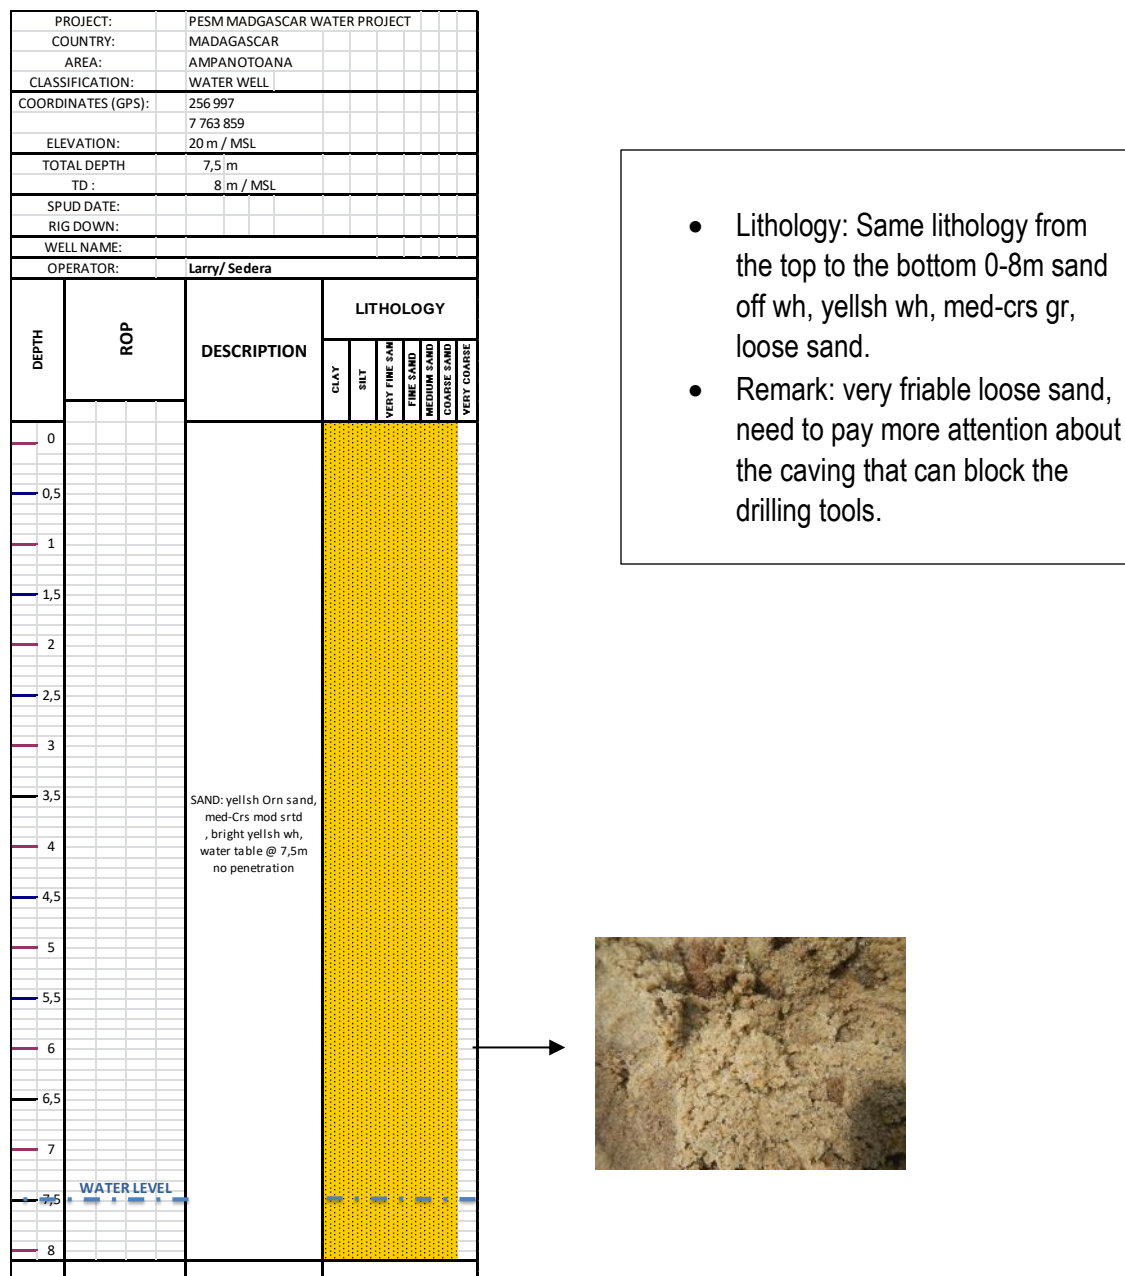 PROJECT: PESM MADGASCAR WATER PROJECT
COUNTRY: MADAGASCAR
AREA: AMPANOTOANA
CLASSIFICATION: WATER WELL
COORDINATES (GPS): 256 997
7 763 859
ELEVATION: 20 m / MSL
TOTAL DEPTH 7,5 m
TD : 8 m / MSL
SPUD DATE:
RIG DOWN:
WELL NAME:
OPERATOR: Larry/ Sedera
DEPTH
ROP
DESCRIPTION
LITHOLOGY
CLAY
SILT
VERY FINE SAN
FINE SAND
MEDIUM SAND
COARSE SAND
VERY COARSE
0
0,5
1
1,5
2
2,5
3
3,5
4
4,5
5
5,5
6
6,5
7
7,5
8
SAND: yellsh Orn sand,
med-Crs mod srtd
, bright yellsh wh,
water table @ 7,5m
no penetration
WATER LEVEL
• Lithology: Same lithology from
the top to the bottom 0-8m sand
off wh, yellsh wh, med-crs gr,
loose sand.
• Remark: very friable loose sand,
need to pay more attention about
the caving that can block the
drilling tools.